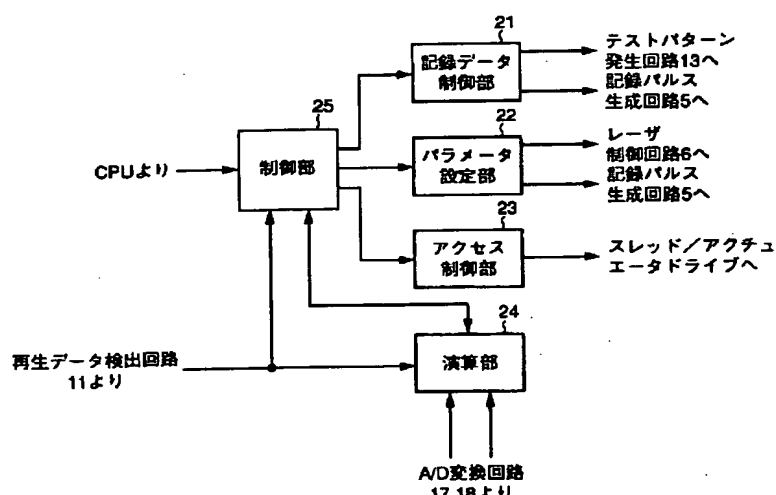 21
テストパターン
発生回路13へ
記録データ
制御部
記録パルス
生成回路5へ
25
22
CPUより
制御部
パラメータ
設定部
レーザ
制御回路6へ
記録パルス
生成回路5へ
23
アクセス
制御部
スレッド/アクチュ
エータドライブへ
24
再生データ検出回路
11より
演算部
A/D変換回路
17,18より